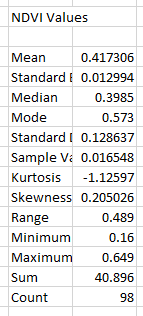 NDVI Values
Mean 0.417306
Standard E 0.012994
Median 0.3985
Mode 0.573
Standard D 0.128637
Sample Va 0.016548
Kurtosis -1.12597
Skewness 0.205026
Range 0.489
Minimum 0.16
Maximum 0.649
Sum 40.896
Count 98